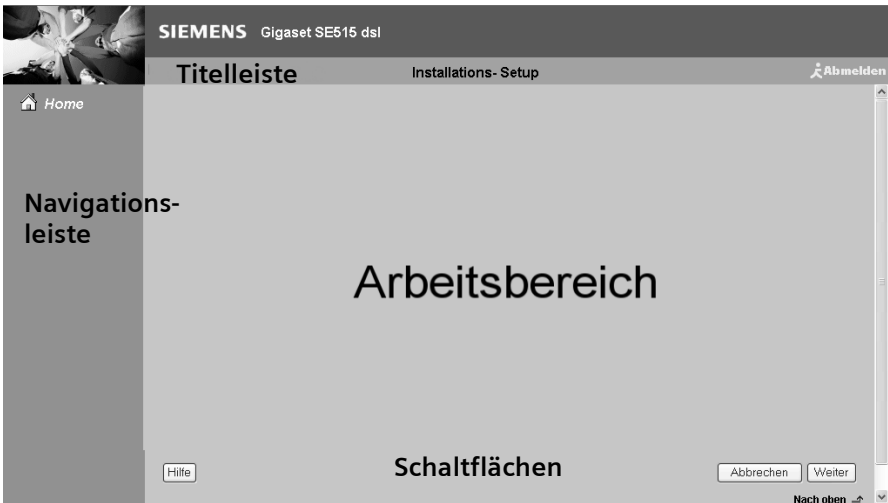 SIEMENS Gigaset SE515 dsl
Titelleiste
Installations- Setup
Abmelden
Home
Navigations-
leiste
Arbeitsbereich
Hilfe
Schaltflächen
Abbrechen
Weiter
Nach oben